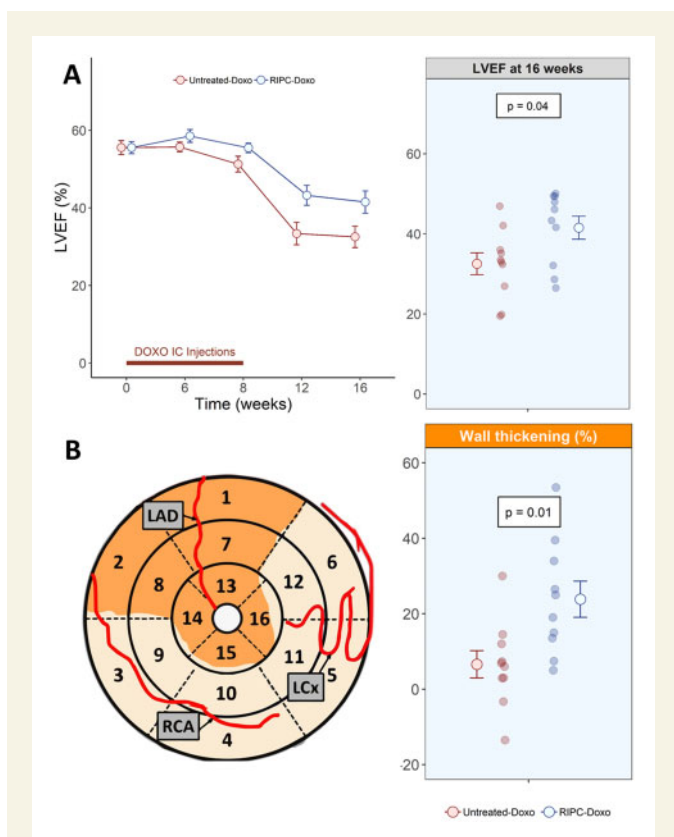 A
Untreated-Doxo RIPC-Doxo
LVEF (%)
60
40
20
0
DOXO IC Injections
0 6 8 12 16
Time (weeks)
LVEF at 16 weeks
p = 0.04
60
40
20
0
B
LAD
1
2
7
6
8
12
13
14
16
15
9
11
3
5
10
LCx
RCA
4
Wall thickening (%)
p = 0.01
60
40
20
0
-20
Untreated-Doxo RIPC-Doxo